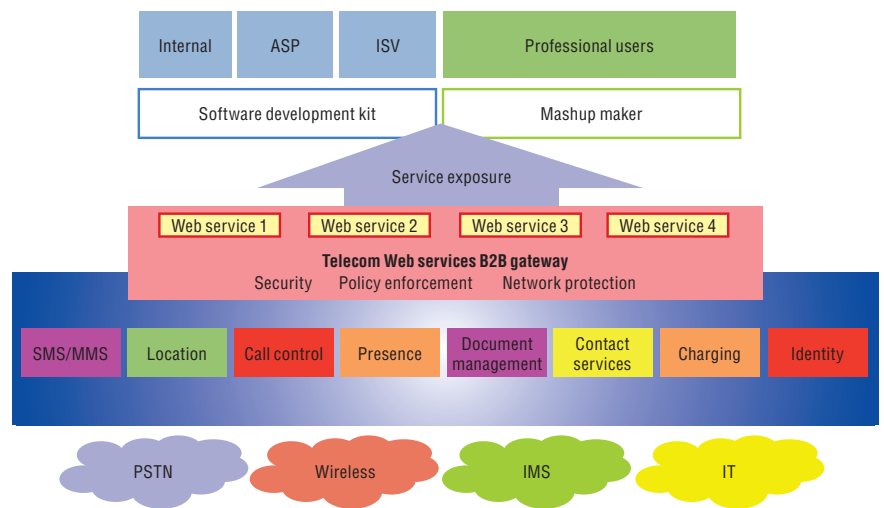 Internal
ASP
ISV
Professional users
Software development kit
Mashup maker
Service exposure
Web service 1
Web service 2
Web service 3
Web service 4
Telecom Web services B2B gateway
Security
Policy enforcement
Network protection
SMS/MMS
Location
Call control
Presence
Document
management
Contact
services
Charging
Identity
PSTN
Wireless
IMS
IT